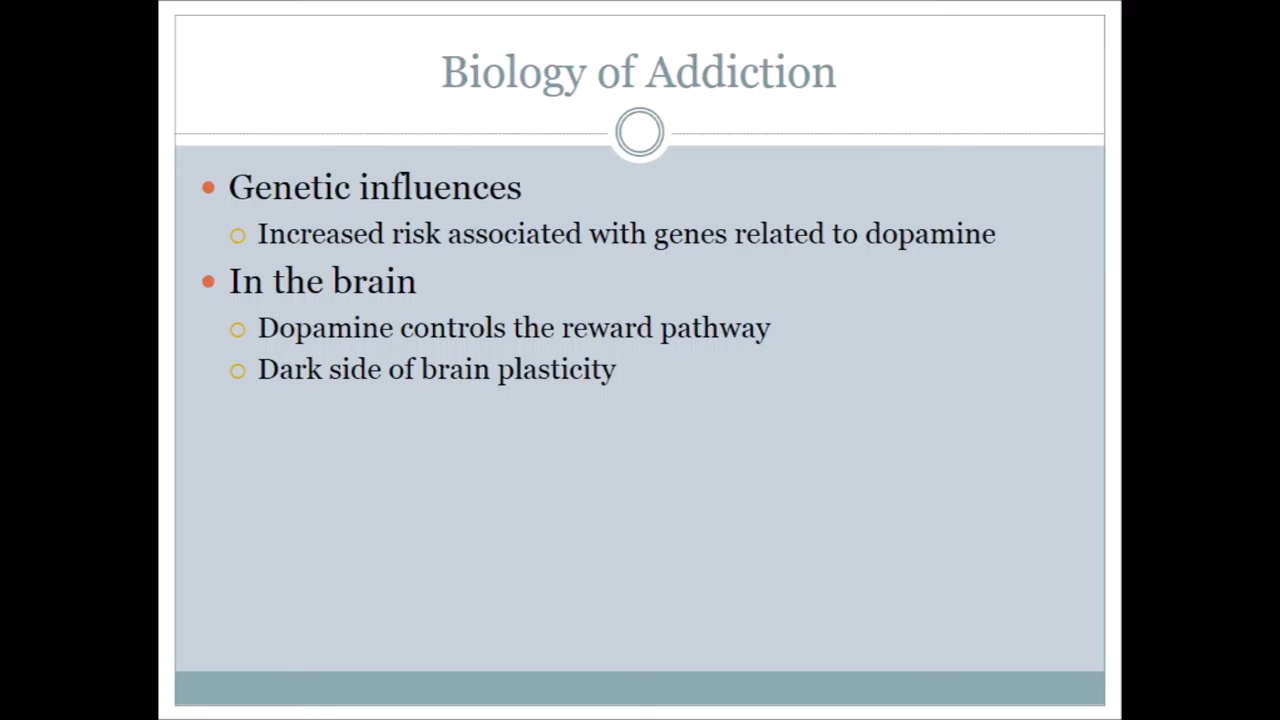 Biology of Addiction
Genetic influences
Increased risk associated with genes related to dopamine
In the brain
Dopamine controls the reward pathway
Dark side of brain plasticity